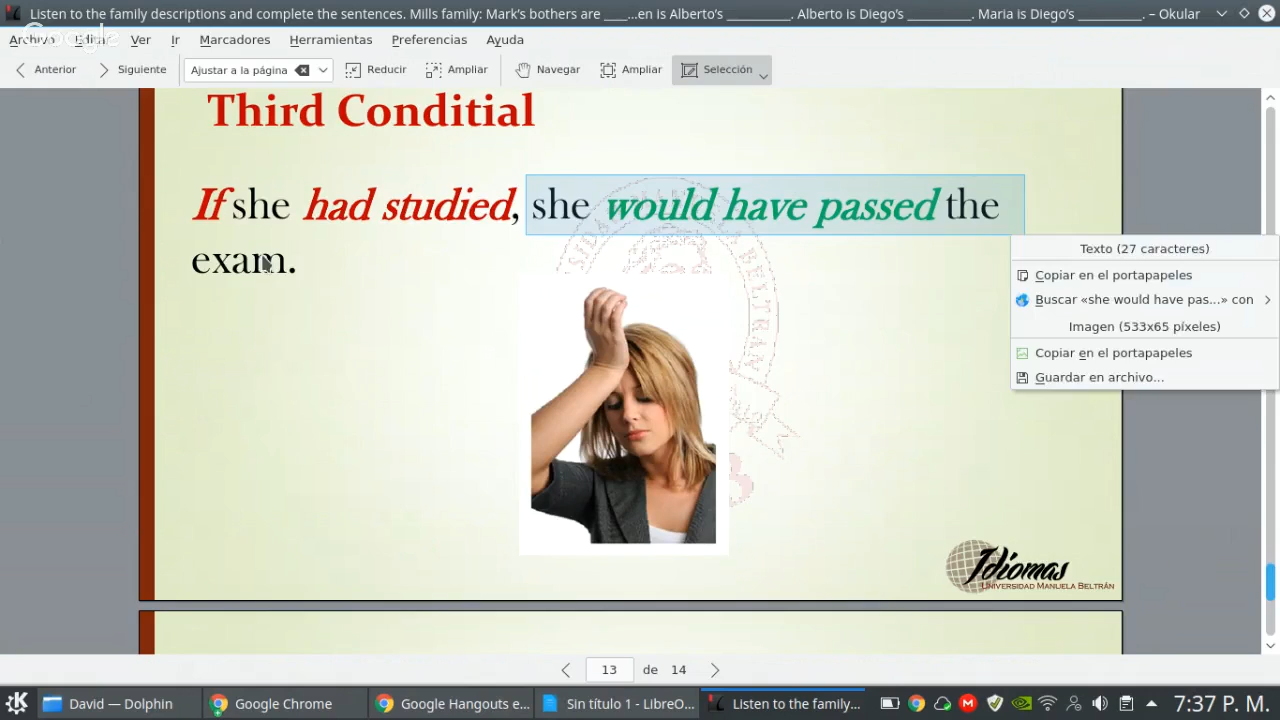 Listen to the family descriptions and complete the sentences. Mills family: Mark's bothers are ____...en is Alberto's _________. Alberto is Diego's _________. Maria is Diego's _________. – Okular
Google
Archivo Editar Ver Ir Marcadores Herramientas Preferencias Ayuda
Anterior Siguiente Ajustar a la página Reducir Ampliar Navegar Ampliar Selección
Third Conditial
If she had studied, she would have passed the
exam.
Texto (27 caracteres)
Copiar en el portapapeles
Buscar «she would have pas...» con
Imagen (533x65 píxeles)
Copiar en el portapapeles
Guardar en archivo...
Idiomas
UNIVERSIDAD MANUELA BELTRÁN
13 de 14
David — Dolphin Google Chrome Google Hangouts e... Sin título 1 - LibreO... Listen to the family... 7:37 P. M.